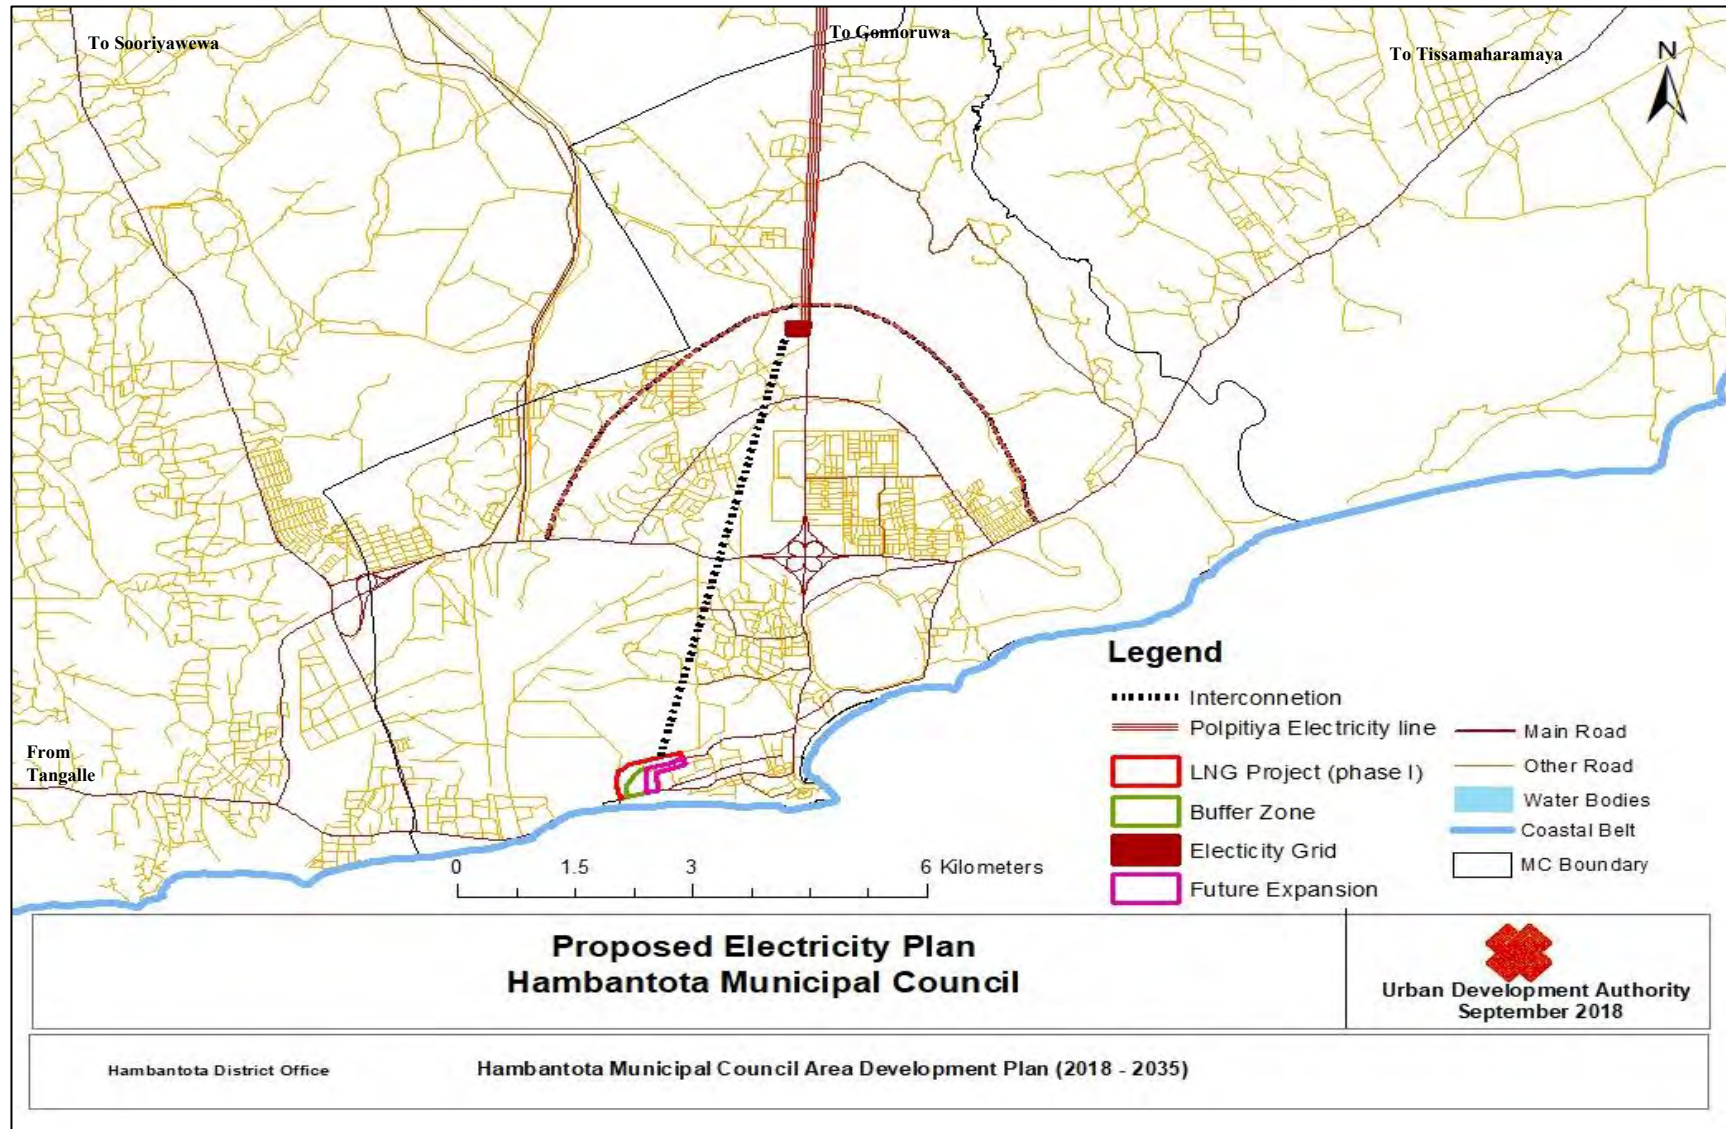 To Sooriyawewa
To Gonnoruwa
To Tissamaharamaya
N
From
Tangalle
Legend
Interconnetion
Polpitiya Electricity line
LNG Project (phase I)
Buffer Zone
Electicity Grid
Future Expansion
Main Road
Other Road
Water Bodies
Coastal Belt
MC Boundary
0 1.5 3 6 Kilometers
Proposed Electricity Plan
Hambantota Municipal Council
Urban Development Authority
September 2018
Hambantota District Office
Hambantota Municipal Council Area Development Plan (2018 - 2035)